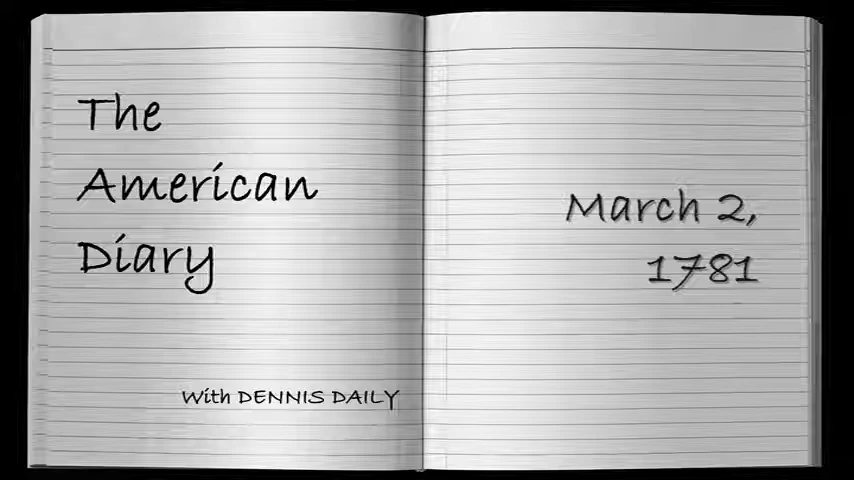 The
American
Diary
With DENNIS DAILY
March 2,
1781